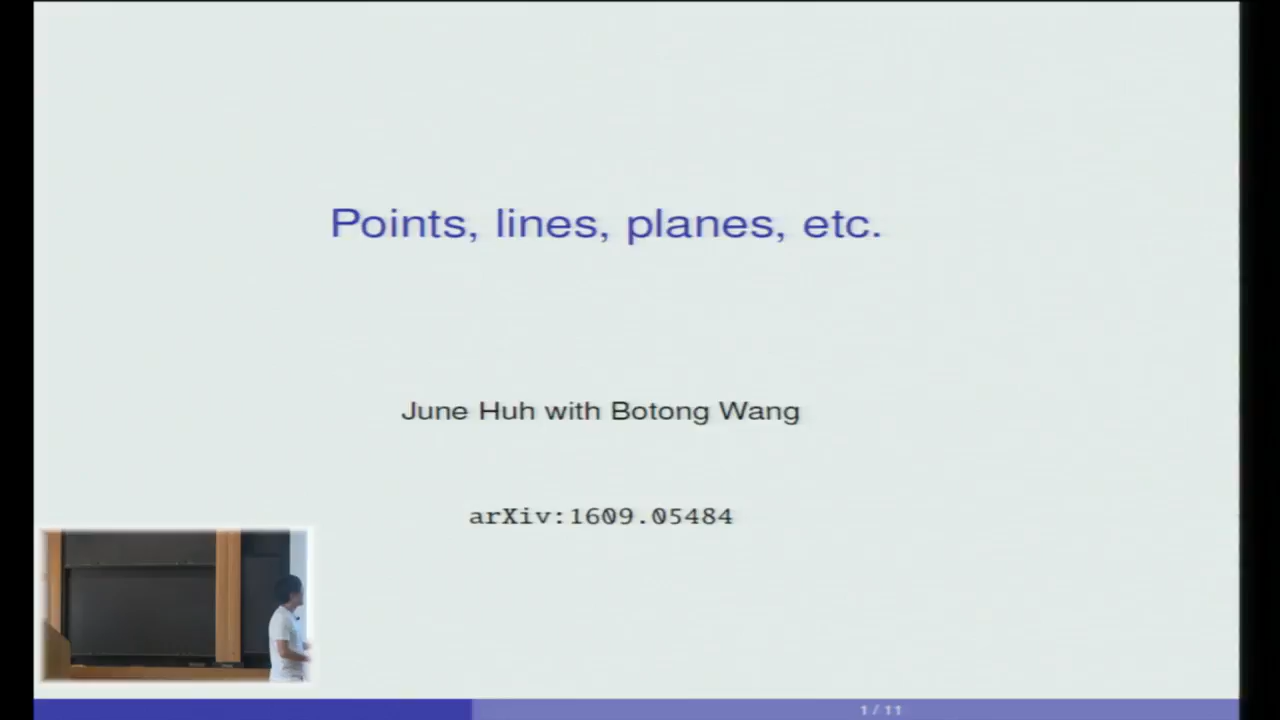 Points, lines, planes, etc.
June Huh with Botong Wang
arXiv:1609.05484
1 / 11